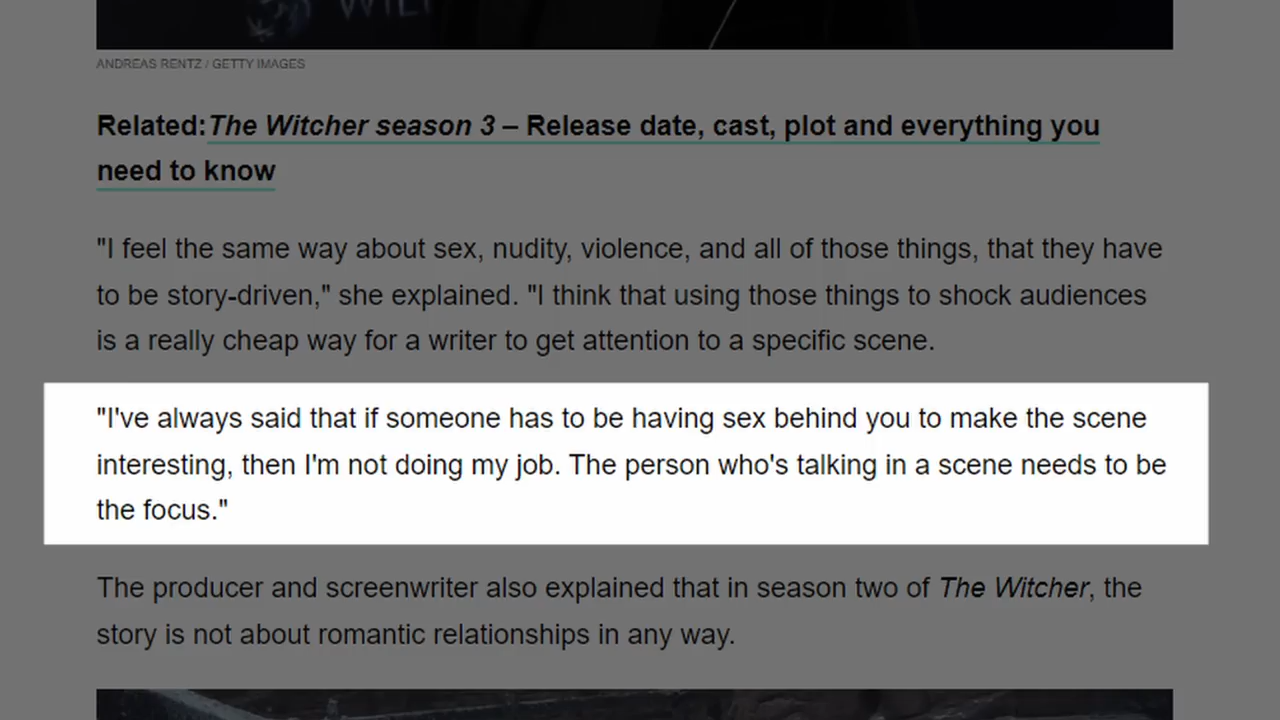 ANDREAS RENTZ / GETTY IMAGES
Related: The Witcher season 3 – Release date, cast, plot and everything you
need to know
"I feel the same way about sex, nudity, violence, and all of those things, that they have
to be story-driven," she explained. "I think that using those things to shock audiences
is a really cheap way for a writer to get attention to a specific scene.
"I've always said that if someone has to be having sex behind you to make the scene
interesting, then I'm not doing my job. The person who's talking in a scene needs to be
the focus."
The producer and screenwriter also explained that in season two of The Witcher, the
story is not about romantic relationships in any way.